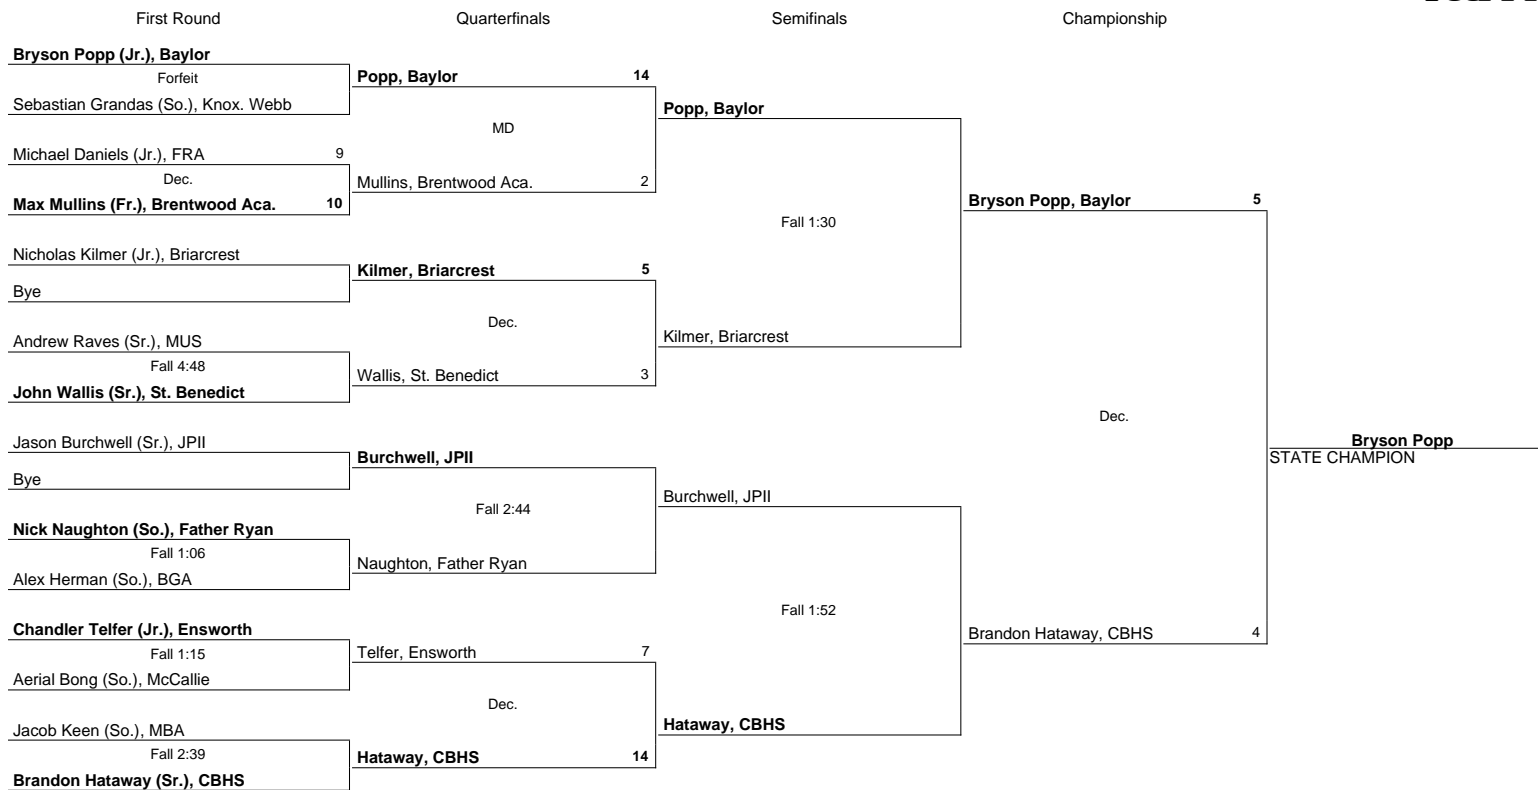 First Round
Quarterfinals
Semifinals
Championship
Bryson Popp (Jr.), Baylor
Forfeit
Sebastian Grandas (So.), Knox. Webb
Michael Daniels (Jr.), FRA 9
Dec.
Max Mullins (Fr.), Brentwood Aca. 10
Nicholas Kilmer (Jr.), Briarcrest
Bye
Andrew Raves (Sr.), MUS
Fall 4:48
John Wallis (Sr.), St. Benedict
Jason Burchwell (Sr.), JPII
Bye
Nick Naughton (So.), Father Ryan
Fall 1:06
Alex Herman (So.), BGA
Chandler Telfer (Jr.), Ensworth
Fall 1:15
Aerial Bong (So.), McCallie
Jacob Keen (So.), MBA
Fall 2:39
Brandon Hataway (Sr.), CBHS
Popp, Baylor 14
MD
Mullins, Brentwood Aca. 2
Kilmer, Briarcrest 5
Dec.
Wallis, St. Benedict 3
Burchwell, JPII
Fall 2:44
Naughton, Father Ryan
Telfer, Ensworth 7
Dec.
Hataway, CBHS 14
Popp, Baylor
Fall 1:30
Kilmer, Briarcrest
Burchwell, JPII
Fall 1:52
Hataway, CBHS
Bryson Popp, Baylor 5
Dec.
Brandon Hataway, CBHS 4
Bryson Popp
STATE CHAMPION